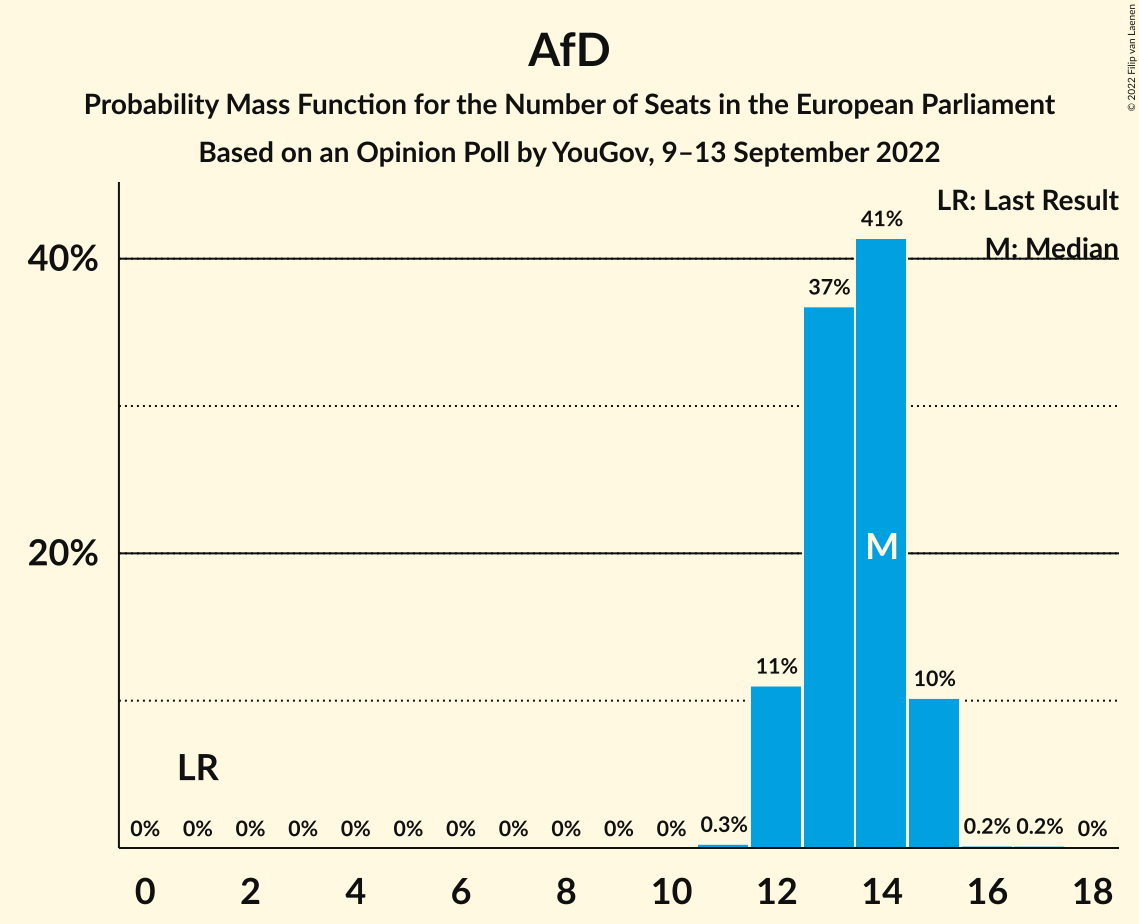 AfD
Probability Mass Function for the Number of Seats in the European Parliament
Based on an Opinion Poll by YouGov, 9–13 September 2022
© 2022 Filip van Laenen
LR: Last Result
M: Median
40%
20%
41%
37%
M
11%
10%
LR
0% 0% 0% 0% 0% 0% 0% 0% 0% 0% 0% 0.3% 0.2% 0.2% 0%
0 2 4 6 8 10 12 14 16 18